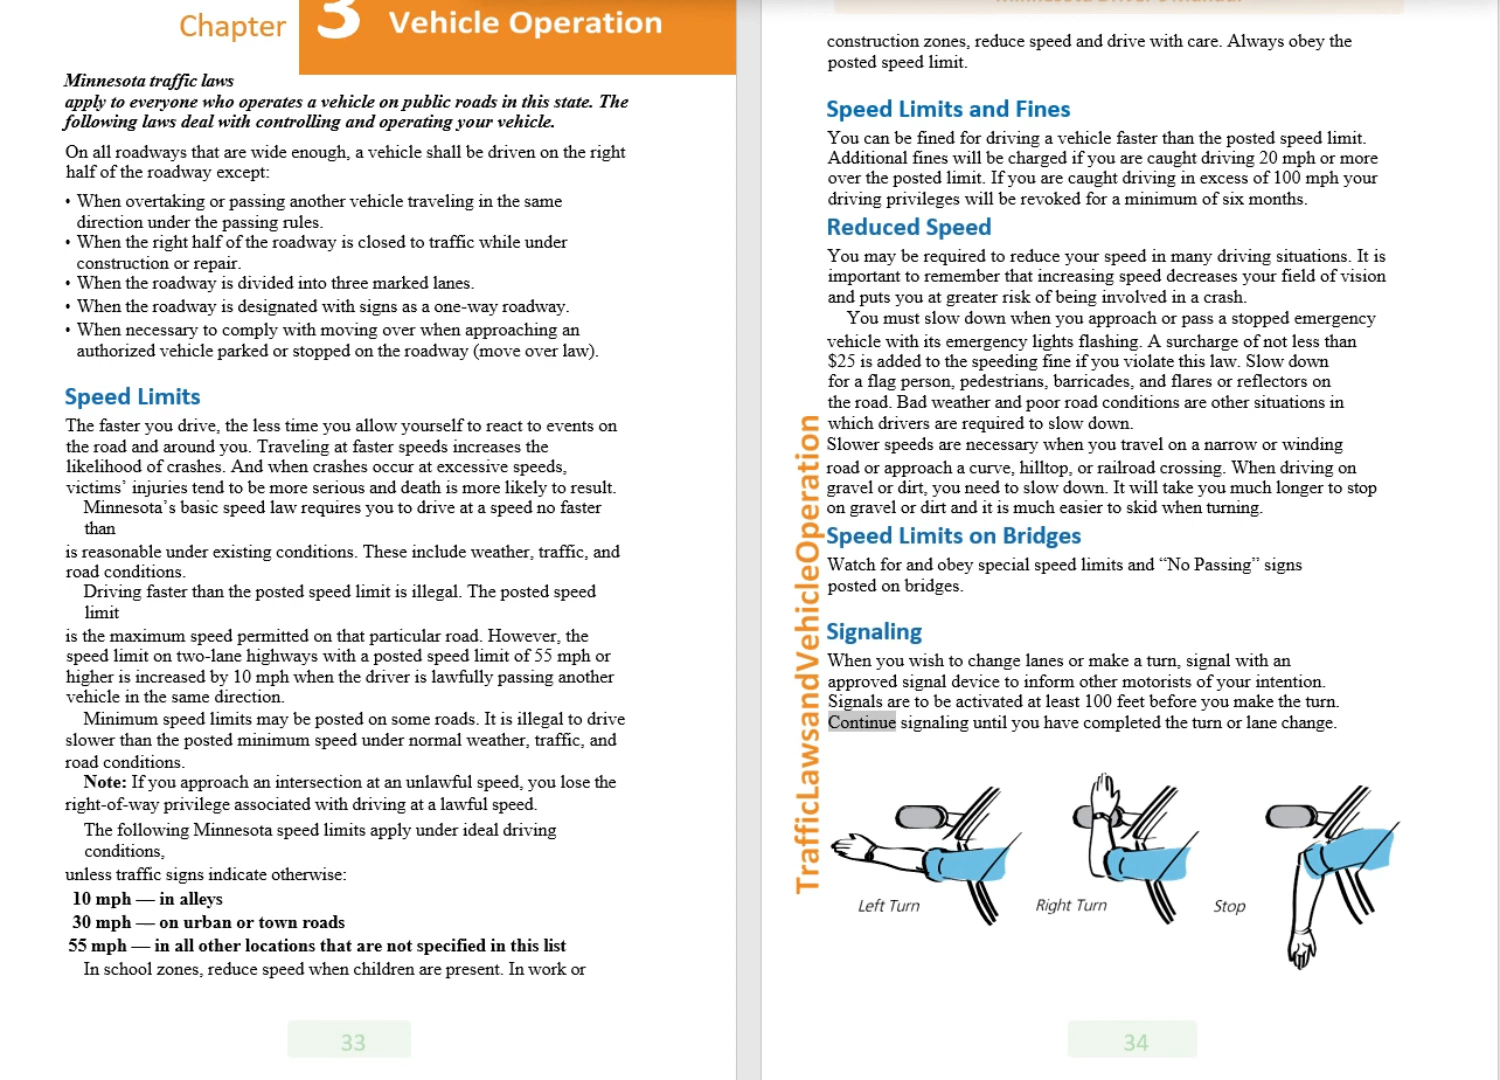 Chapter 3 Vehicle Operation
Minnesota traffic laws
apply to everyone who operates a vehicle on public roads in this state. The
following laws deal with controlling and operating your vehicle.
On all roadways that are wide enough, a vehicle shall be driven on the right
half of the roadway except:
• When overtaking or passing another vehicle traveling in the same
direction under the passing rules.
• When the right half of the roadway is closed to traffic while under
construction or repair.
• When the roadway is divided into three marked lanes.
• When the roadway is designated with signs as a one-way roadway.
• When necessary to comply with moving over when approaching an
authorized vehicle parked or stopped on the roadway (move over law).
Speed Limits
The faster you drive, the less time you allow yourself to react to events on
the road and around you. Traveling at faster speeds increases the
likelihood of crashes. And when crashes occur at excessive speeds,
victims’ injuries tend to be more serious and death is more likely to result.
Minnesota’s basic speed law requires you to drive at a speed no faster
than
is reasonable under existing conditions. These include weather, traffic, and
road conditions.
Driving faster than the posted speed limit is illegal. The posted speed
limit
is the maximum speed permitted on that particular road. However, the
speed limit on two-lane highways with a posted speed limit of 55 mph or
higher is increased by 10 mph when the driver is lawfully passing another
vehicle in the same direction.
Minimum speed limits may be posted on some roads. It is illegal to drive
slower than the posted minimum speed under normal weather, traffic, and
road conditions.
Note: If you approach an intersection at an unlawful speed, you lose the
right-of-way privilege associated with driving at a lawful speed.
The following Minnesota speed limits apply under ideal driving
conditions,
unless traffic signs indicate otherwise:
10 mph — in alleys
30 mph — on urban or town roads
55 mph — in all other locations that are not specified in this list
In school zones, reduce speed when children are present. In work or
33
Minnesota Driver's Manual
construction zones, reduce speed and drive with care. Always obey the
posted speed limit.
Speed Limits and Fines
You can be fined for driving a vehicle faster than the posted speed limit.
Additional fines will be charged if you are caught driving 20 mph or more
over the posted limit. If you are caught driving in excess of 100 mph your
driving privileges will be revoked for a minimum of six months.
Reduced Speed
You may be required to reduce your speed in many driving situations. It is
important to remember that increasing speed decreases your field of vision
and puts you at greater risk of being involved in a crash.
You must slow down when you approach or pass a stopped emergency
vehicle with its emergency lights flashing. A surcharge of not less than
$25 is added to the speeding fine if you violate this law. Slow down
for a flag person, pedestrians, barricades, and flares or reflectors on
the road. Bad weather and poor road conditions are other situations in
which drivers are required to slow down.
Slower speeds are necessary when you travel on a narrow or winding
road or approach a curve, hilltop, or railroad crossing. When driving on
gravel or dirt, you need to slow down. It will take you much longer to stop
on gravel or dirt and it is much easier to skid when turning.
Speed Limits on Bridges
Watch for and obey special speed limits and “No Passing” signs
posted on bridges.
Signaling
When you wish to change lanes or make a turn, signal with an
approved signal device to inform other motorists of your intention.
Signals are to be activated at least 100 feet before you make the turn.
Continue signaling until you have completed the turn or lane change.
TrafficLawsandVehicleOperation
Left Turn
Right Turn
Stop
34